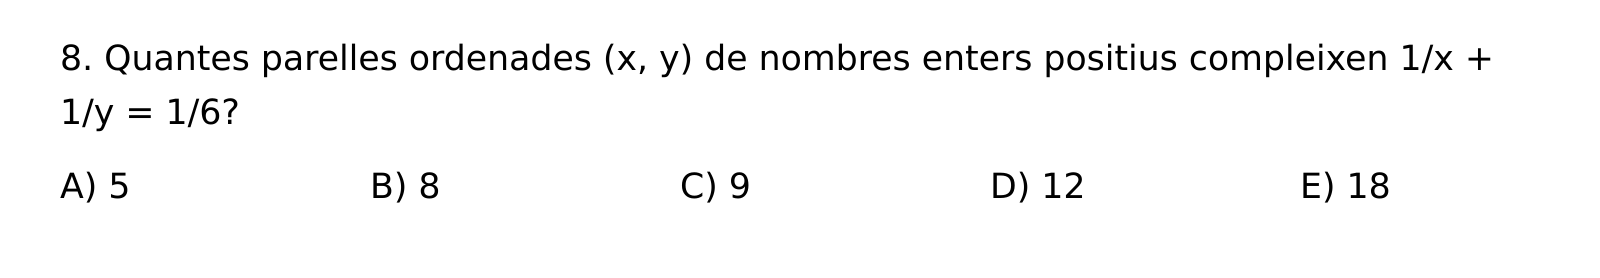 8. Quantes parelles ordenades (x, y) de nombres enters positius compleixen 1/x +
1/y = 1/6?
A) 5 B) 8 C) 9 D) 12 E) 18